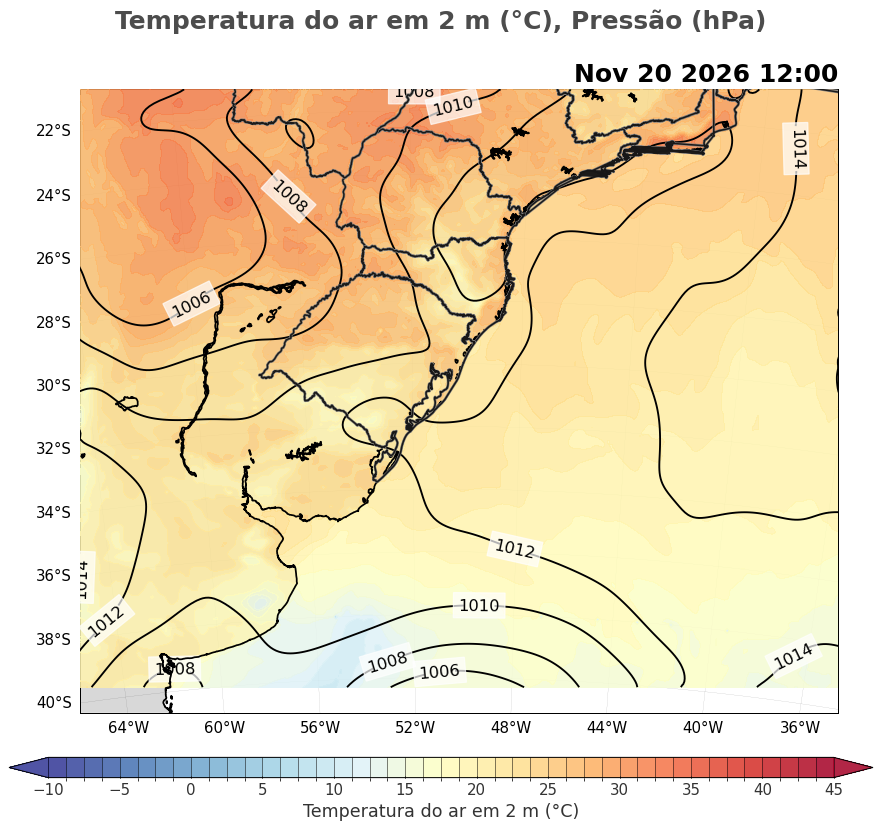 Temperatura do ar em 2 m (°C), Pressão (hPa)
Nov 20 2026 12:00
1008
1010
22°S
1014
24°S
1008
26°S
1006
28°S
30°S
32°S
34°S
1012
36°S
1014
1010
1012
38°S
1008
1014
1008
1006
40°S
64°W 60°W 56°W 52°W 48°W 44°W 40°W 36°W
−10 −5 0 5 10 15 20 25 30 35 40 45
Temperatura do ar em 2 m (°C)